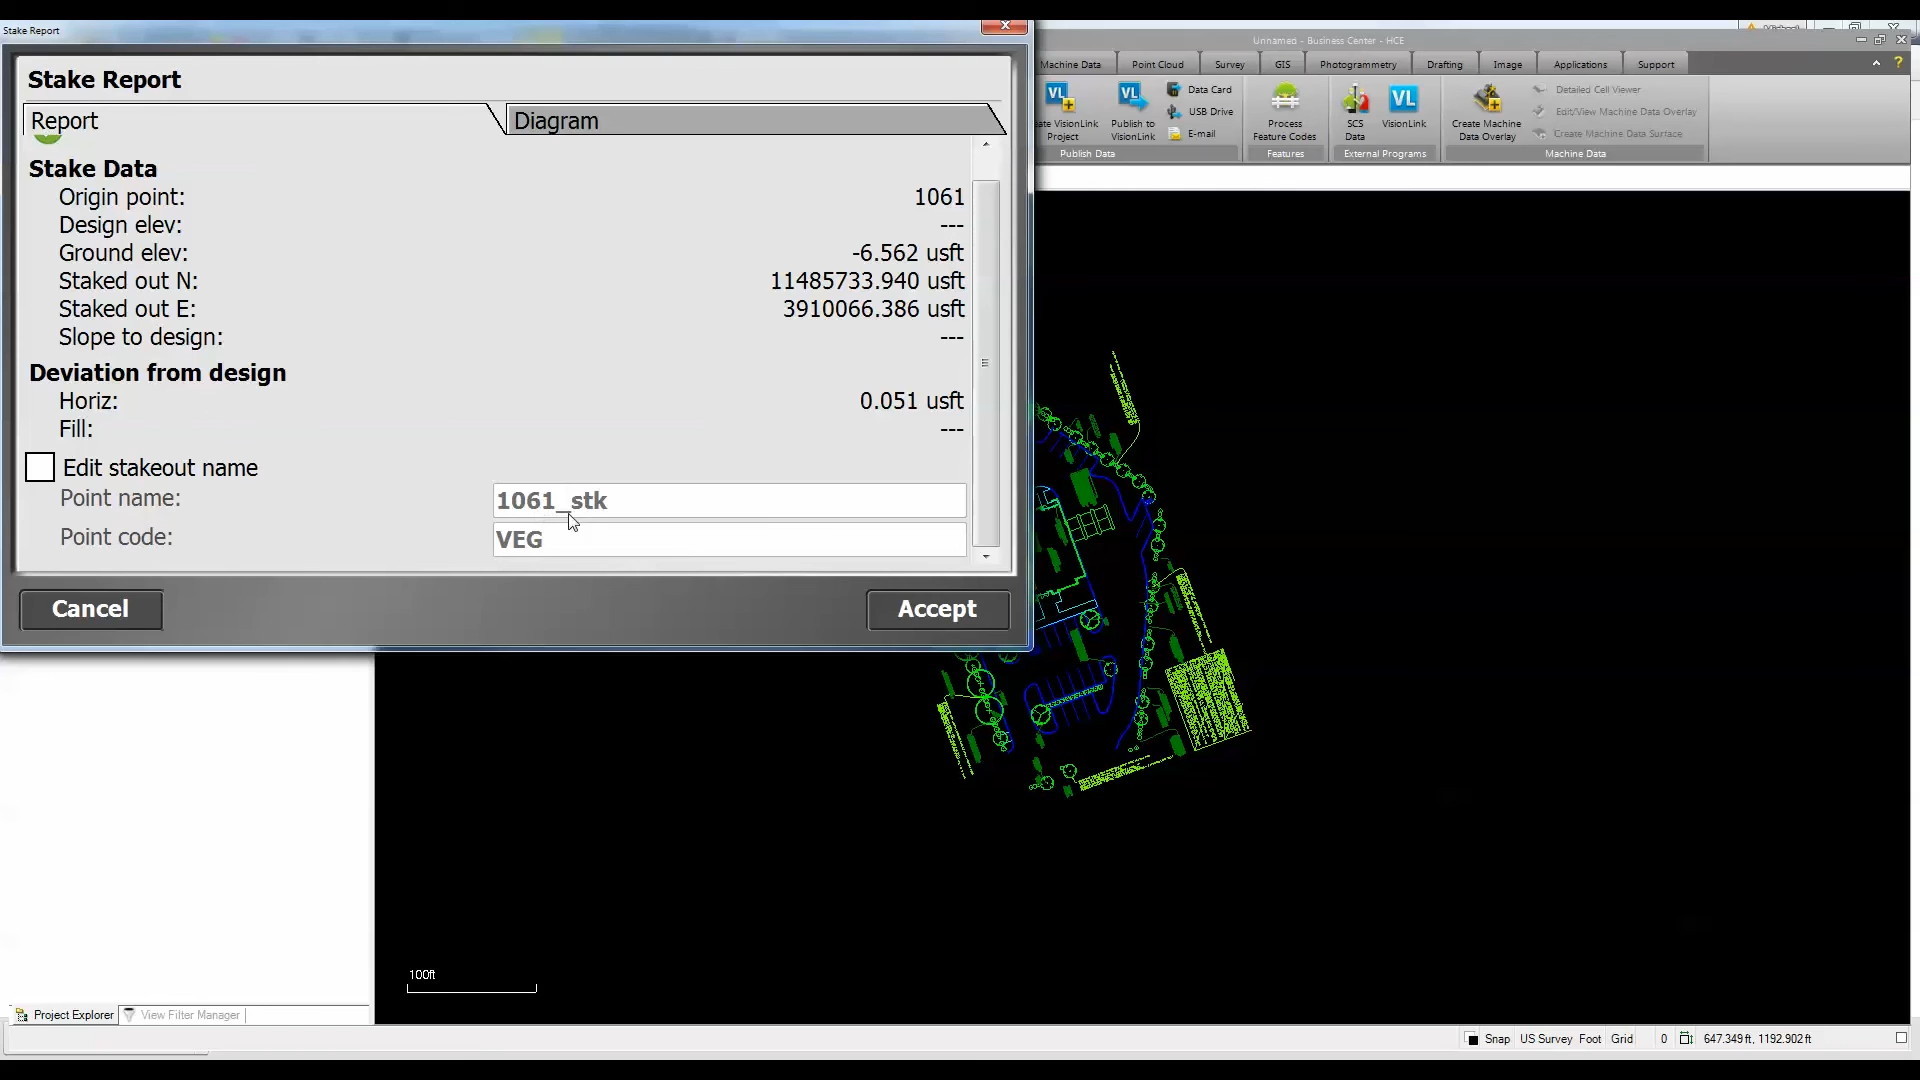 Stake Report
Unnamed - Business Center - HCE
Stake Report
Machine Data
Point Cloud
Survey
GIS
Photogrammetry
Drafting
Image
Applications
Support
?
Report
Diagram
VL
VL
Data Card
USB Drive
E-mail
VisionLink
Project
Publish to
VisionLink
Process
Feature Codes
SCS
Data
VL
VisionLink
Create Machine
Data Overlay
Detailed Cell Viewer
Edit/View Machine Data Overlay
Create Machine Data Surface
Publish Data
Features
External Programs
Machine Data
Stake Data
Origin point: 1061
Design elev: ---
Ground elev: -6.562 usft
Staked out N: 11485733.940 usft
Staked out E: 3910066.386 usft
Slope to design: ---
Deviation from design
Horiz: 0.051 usft
Fill: ---
Edit stakeout name
Point name: 1061_stk
Point code: VEG
Cancel
Accept
100ft
Project Explorer
View Filter Manager
Snap US Survey Foot Grid 0 647.349 ft, 1192.902 ft